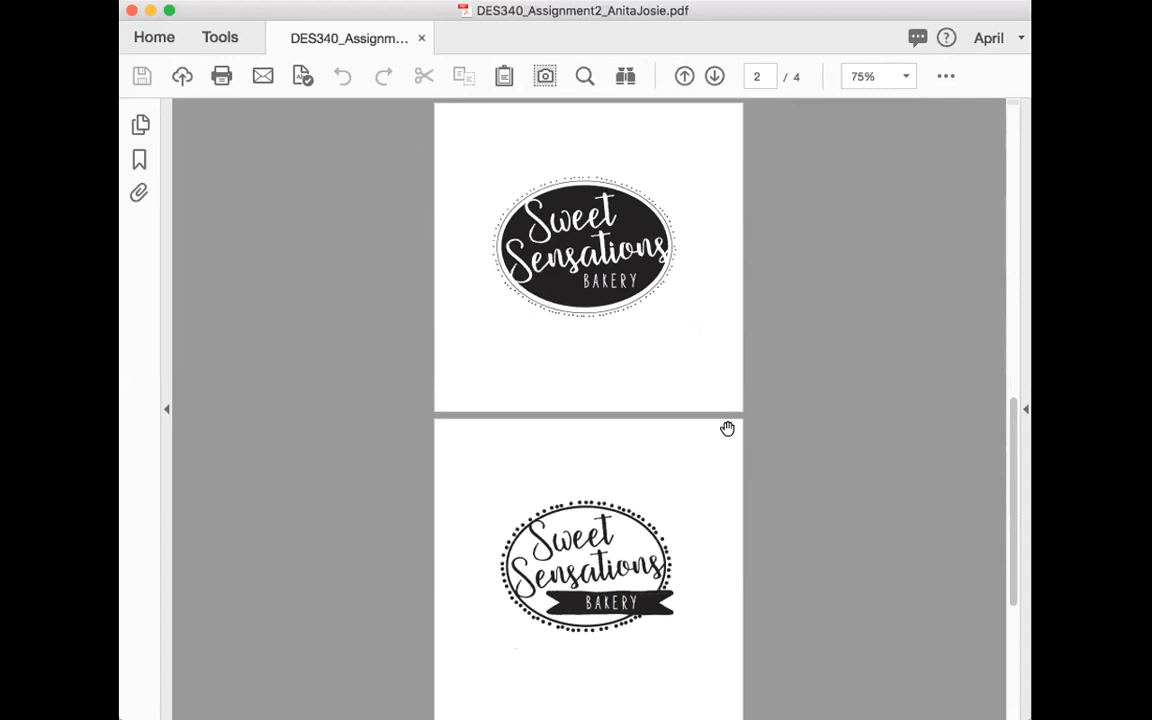 DES340_Assignment2_AnitaJosie.pdf
Home Tools DES340_Assignm... × ? April
2 / 4 75%
Sweet
Sensations
BAKERY
Sweet
Sensations
BAKERY